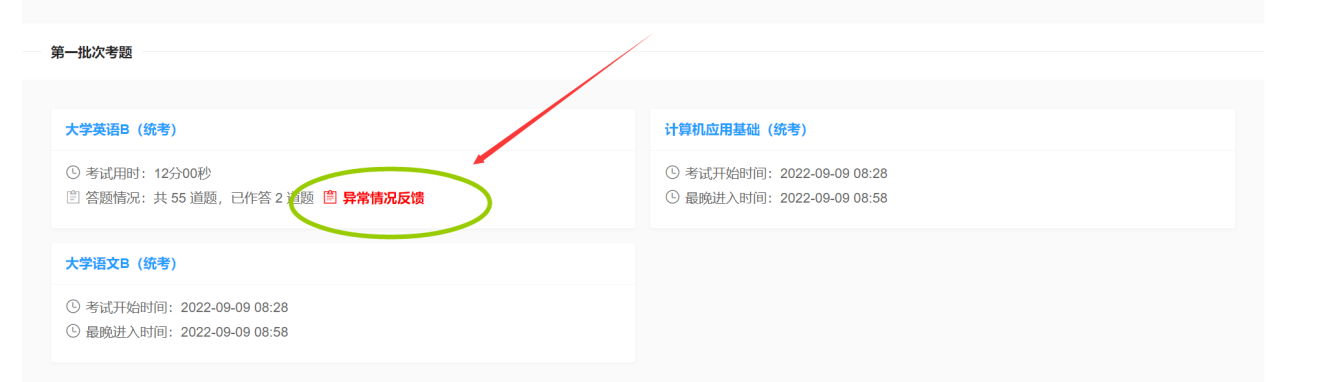 第一批次考题
大学英语B（统考）
考试用时：12分00秒
答题情况：共 55 道题，已作答 2 道题 异常情况反馈
计算机应用基础（统考）
考试开始时间：2022-09-09 08:28
最晚进入时间：2022-09-09 08:58
大学语文B（统考）
考试开始时间：2022-09-09 08:28
最晚进入时间：2022-09-09 08:58